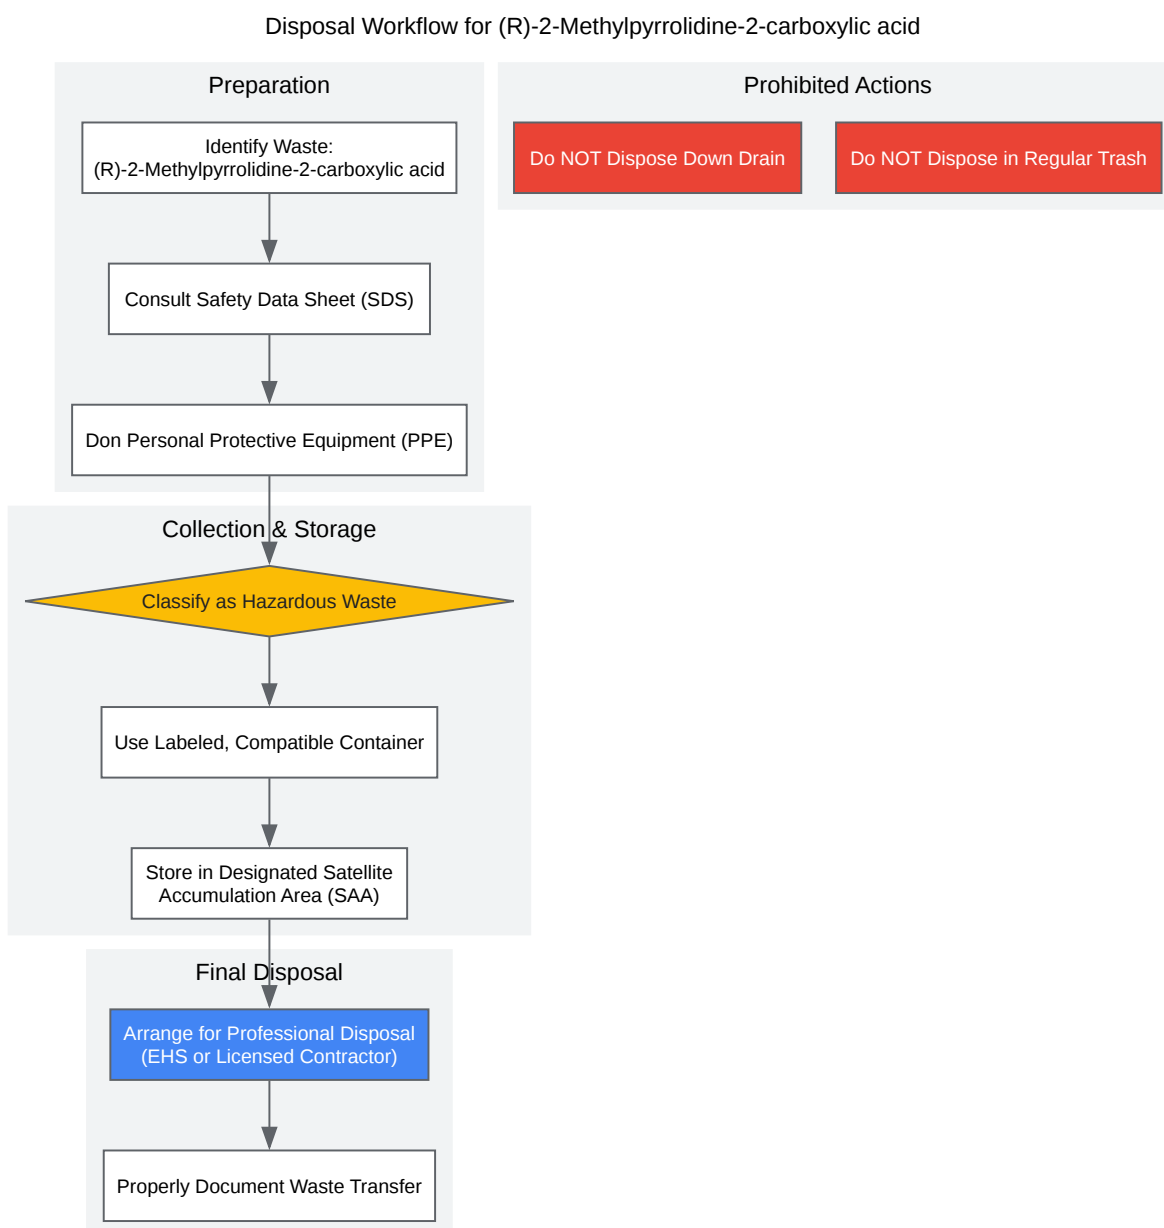 Disposal Workflow for (R)-2-Methylpyrrolidine-2-carboxylic acid
Preparation
Identify Waste:
(R)-2-Methylpyrrolidine-2-carboxylic acid
Consult Safety Data Sheet (SDS)
Don Personal Protective Equipment (PPE)
Prohibited Actions
Do NOT Dispose Down Drain
Do NOT Dispose in Regular Trash
Collection & Storage
Classify as Hazardous Waste
Use Labeled, Compatible Container
Store in Designated Satellite
Accumulation Area (SAA)
Final Disposal
Arrange for Professional Disposal
(EHS or Licensed Contractor)
Properly Document Waste Transfer